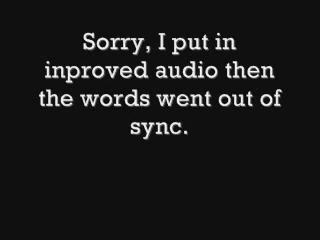 Sorry, I put in
inproved audio then
the words went out of
sync.